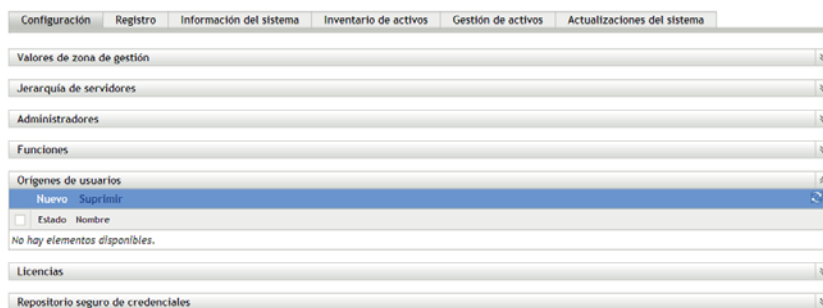 Configuración Registro Información del sistema Inventario de activos Gestión de activos Actualizaciones del sistema
Valores de zona de gestión
Jerarquía de servidores
Administradores
Funciones
Orígenes de usuarios
Nuevo Suprimir
Estado Nombre
No hay elementos disponibles.
Licencias
Repositorio seguro de credenciales